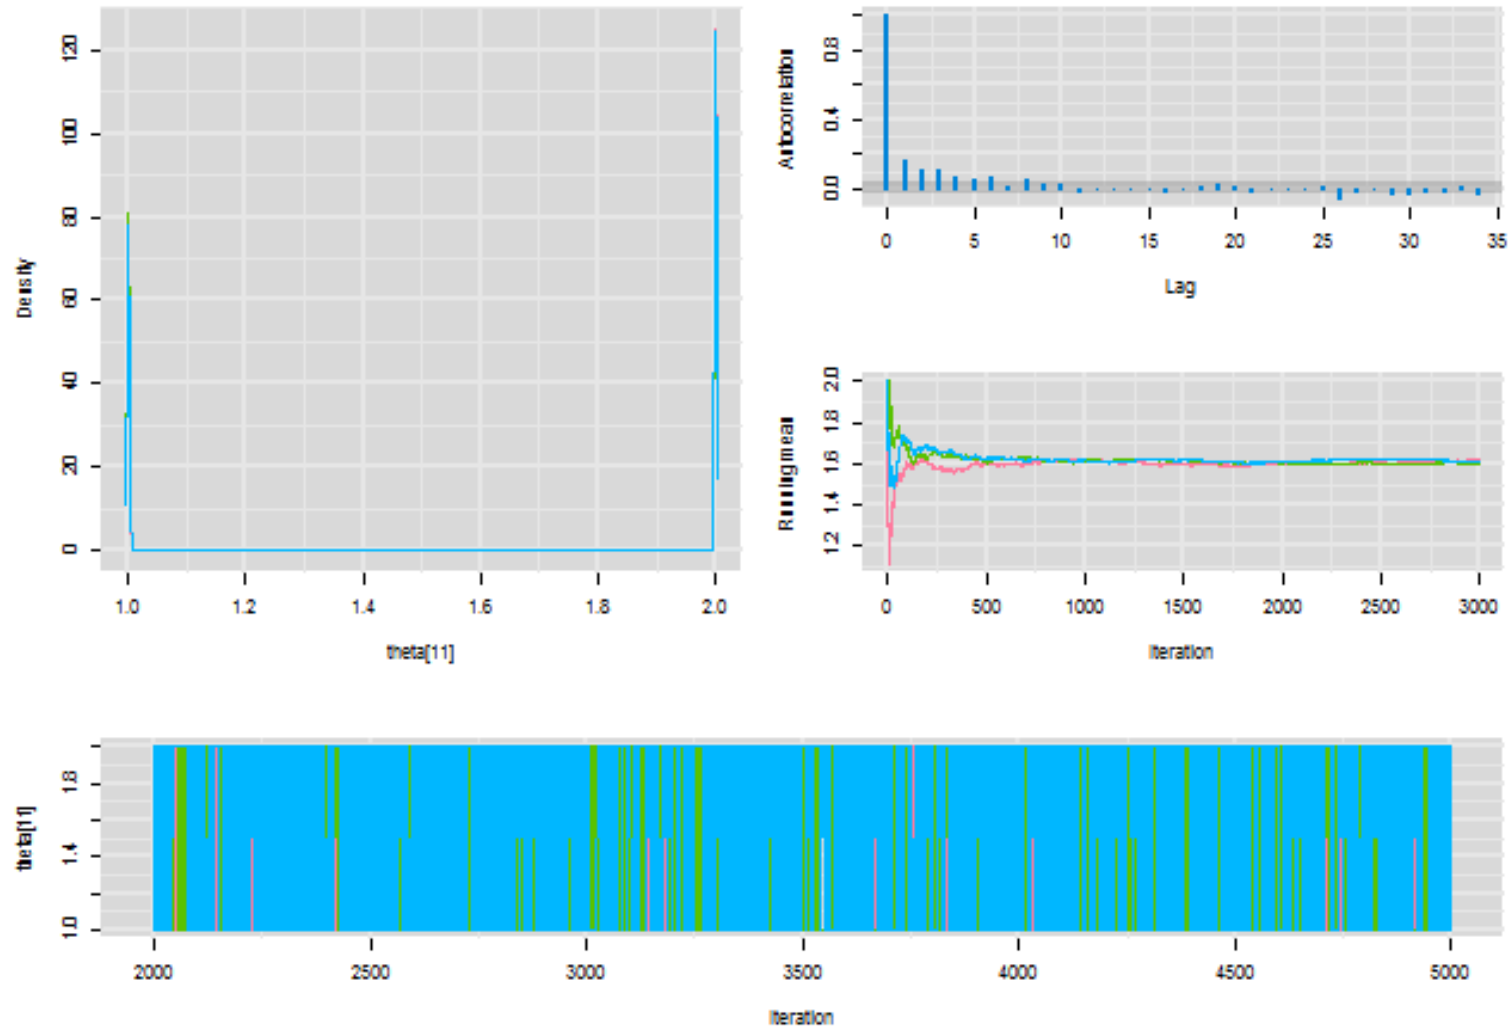 Density
120
100
80
60
40
20
0
1.0 1.2 1.4 1.6 1.8 2.0
theta[11]
Autocorrelation
0.8
0.4
0.0
0 5 10 15 20 25 30 35
Lag
Running mean
2.0
1.8
1.6
1.4
1.2
0 500 1000 1500 2000 2500 3000
Iteration
theta[11]
1.8
1.4
1.0
2000 2500 3000 3500 4000 4500 5000
Iteration